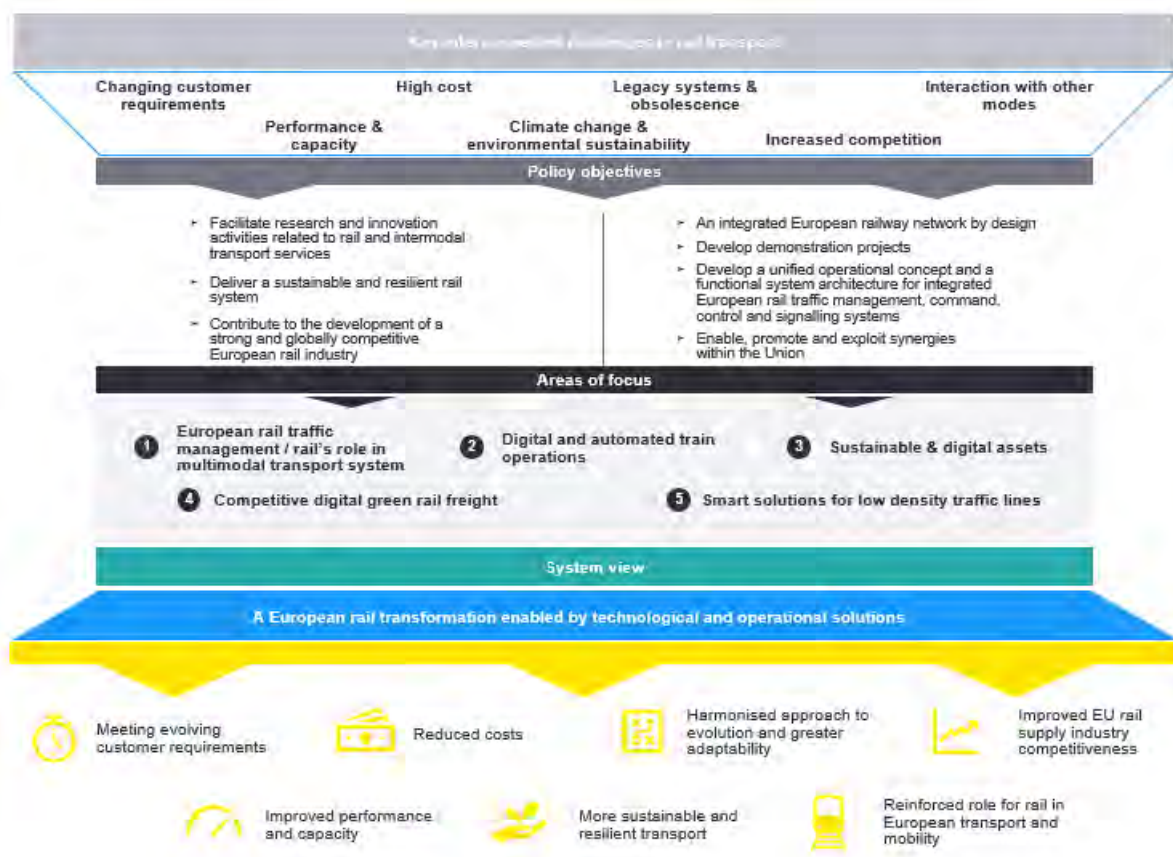 Key interconnected challenges in rail transport
Changing customer
requirements
High cost
Legacy systems &
obsolescence
Interaction with other
modes
Performance &
capacity
Climate change &
environmental sustainability
Increased competition
Policy objectives
➢ Facilitate research and innovation
activities related to rail and intermodal
transport services
➢ Deliver a sustainable and resilient rail
system
➢ Contribute to the development of a
strong and globally competitive
European rail industry
➢ An integrated European railway network by design
➢ Develop demonstration projects
➢ Develop a unified operational concept and a
functional system architecture for integrated
European rail traffic management, command,
control and signalling systems
➢ Enable, promote and exploit synergies
within the Union
Areas of focus
1 European rail traffic
management / rail's role in
multimodal transport system
2 Digital and automated train
operations
3 Sustainable & digital assets
4 Competitive digital green rail freight
5 Smart solutions for low density traffic lines
System view
A European rail transformation enabled by technological and operational solutions
Meeting evolving
customer requirements
Reduced costs
Harmonised approach to
evolution and greater
adaptability
Improved EU rail
supply industry
competitiveness
Improved performance
and capacity
More sustainable and
resilient transport
Reinforced role for rail in
European transport and
mobility